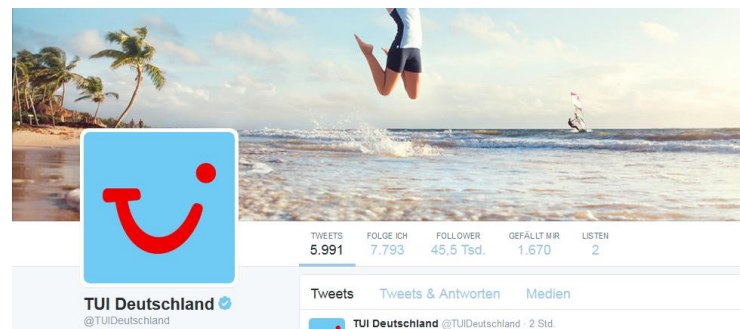 TWEETS FOLGE ICH FOLLOWER GEFÄLLT MIR LISTEN
5.991 7.793 45,5 Tsd. 1.670 2
TUI Deutschland
@TUIDeutschland
Tweets Tweets & Antworten Medien
TUI Deutschland @TUIDeutschland · 2 Std.